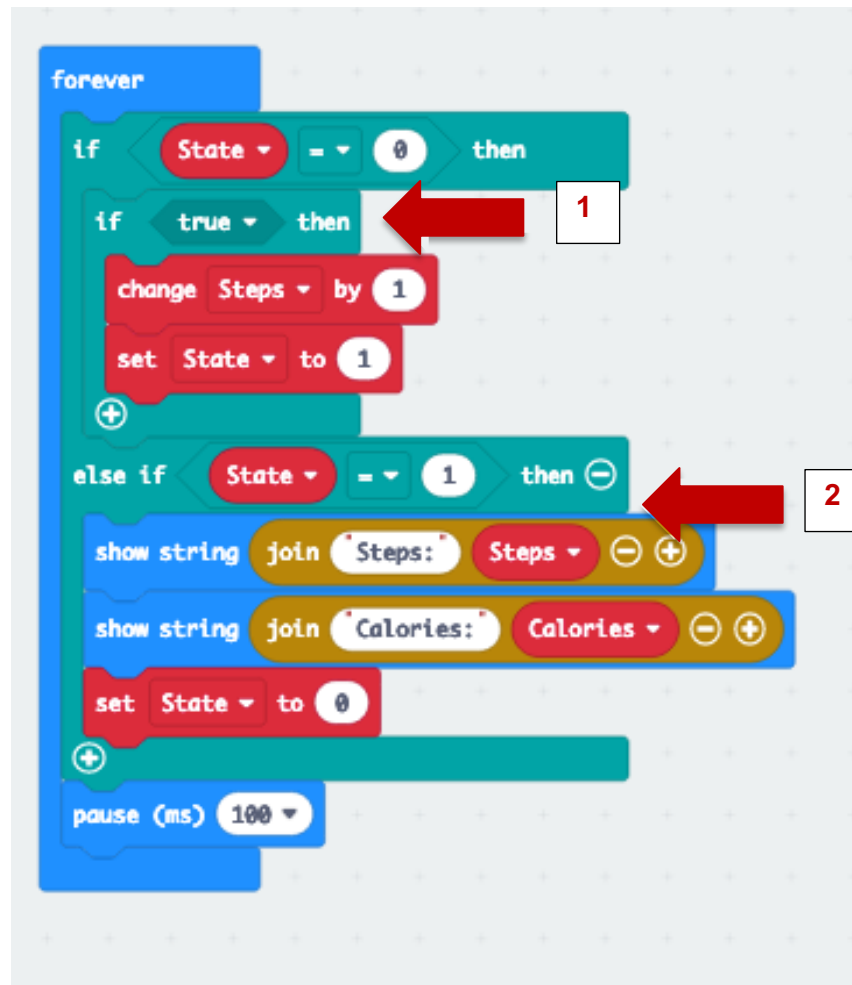 forever
if State = 0 then
if true then 1
change Steps by 1
set State to 1
else if State = 1 then
2
show string join "Steps:" Steps
show string join "Calories:" Calories
set State to 0
pause (ms) 100